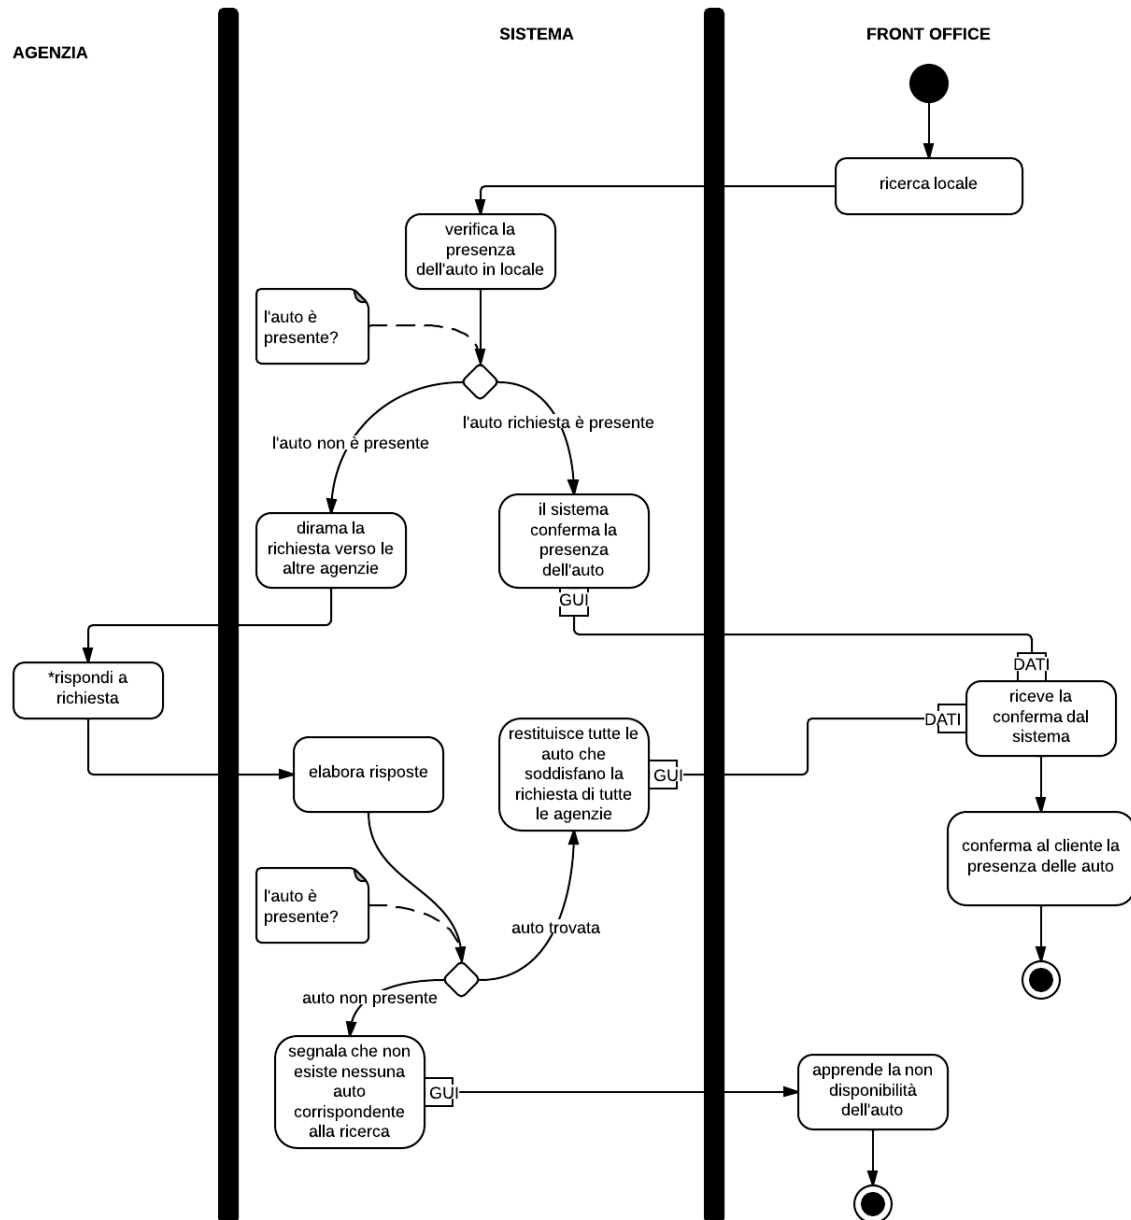 AGENZIA
SISTEMA
FRONT OFFICE
ricerca locale
verifica la
presenza
dell'auto in locale
l'auto è
presente?
l'auto richiesta è presente
l'auto non è presente
dirama la
richiesta verso le
altre agenzie
il sistema
conferma la
presenza
dell'auto
GUI
*rispondi a
richiesta
DATI
riceve la
conferma dal
sistema
DATI
restituisce tutte le
auto che
soddisfano la
richiesta di tutte
le agenzie
GUI
elabora risposte
conferma al cliente la
presenza delle auto
l'auto è
presente?
auto trovata
auto non presente
segnala che non
esiste nessuna
auto
corrispondente
alla ricerca
GUI
apprende la non
disponibilità
dell'auto